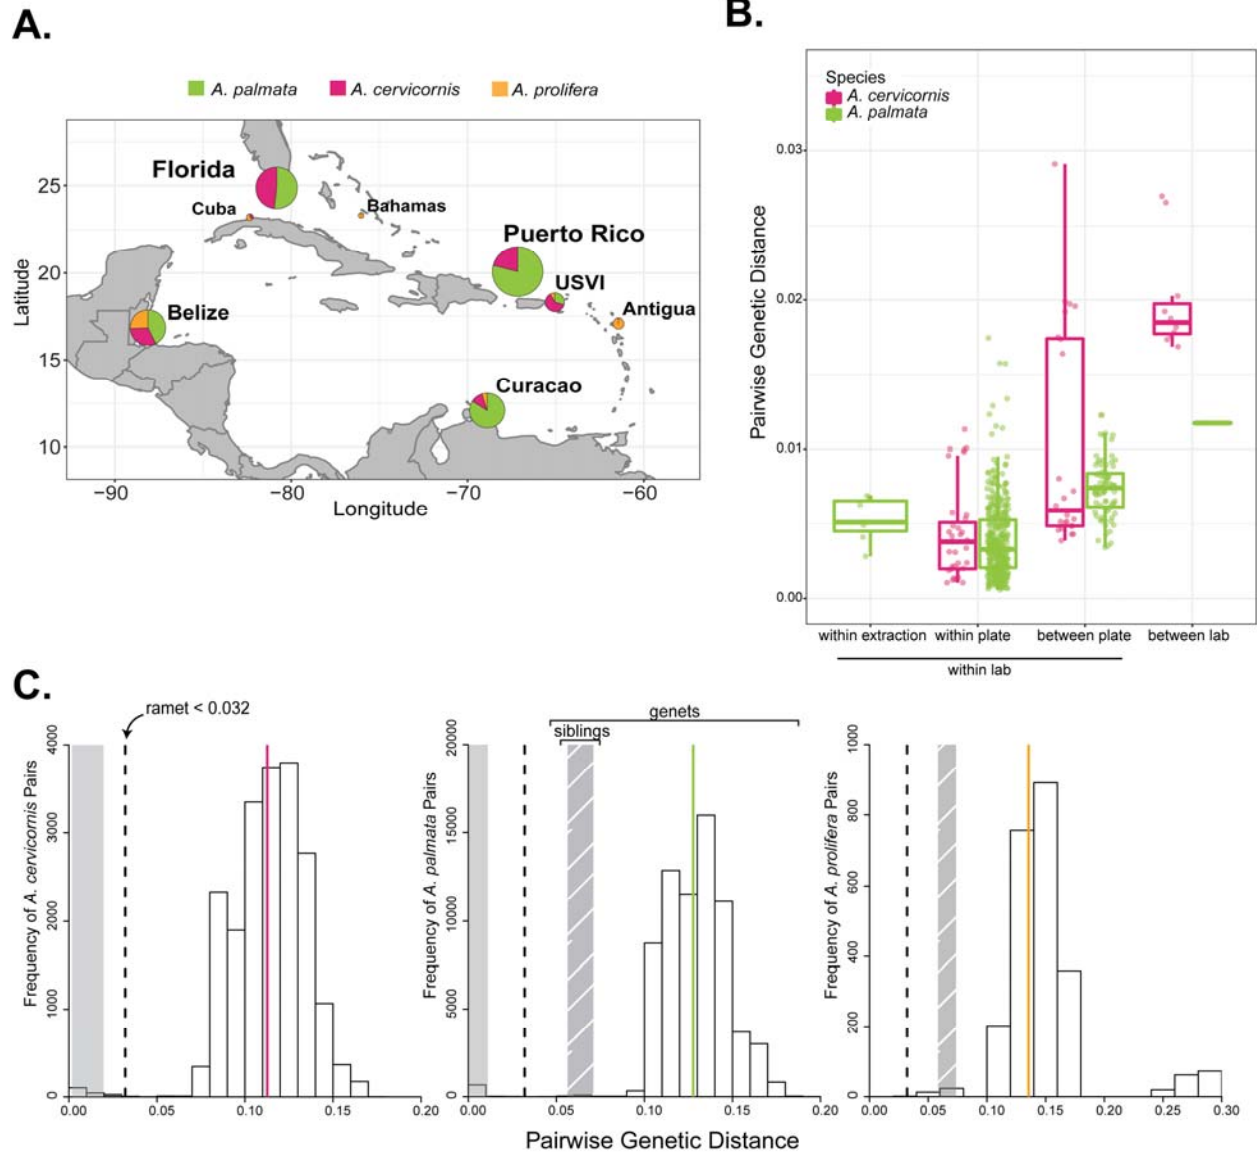 A.
A. palmata A. cervicornis A. prolifera
Florida
Cuba
Bahamas
Puerto Rico
USVI
Belize
Antigua
Curacao
25
20
15
10
Latitude
−90 −80 −70 −60
Longitude
B.
Species
A. cervicornis
A. palmata
0.03
0.02
0.01
0.00
Pairwise Genetic Distance
within extraction within plate between plate between lab
within lab
C.
ramet < 0.032
Frequency of A. cervicornis Pairs
0 1000 2000 3000 4000
0.00 0.05 0.10 0.15 0.20
genets
siblings
Frequency of A. palmata Pairs
0 5000 10000 15000 20000
0.05 0.10 0.15 0.20
Frequency of A. prolifera Pairs
0 200 400 600 800 1000
0.00 0.05 0.10 0.15 0.20 0.25 0.30
Pairwise Genetic Distance